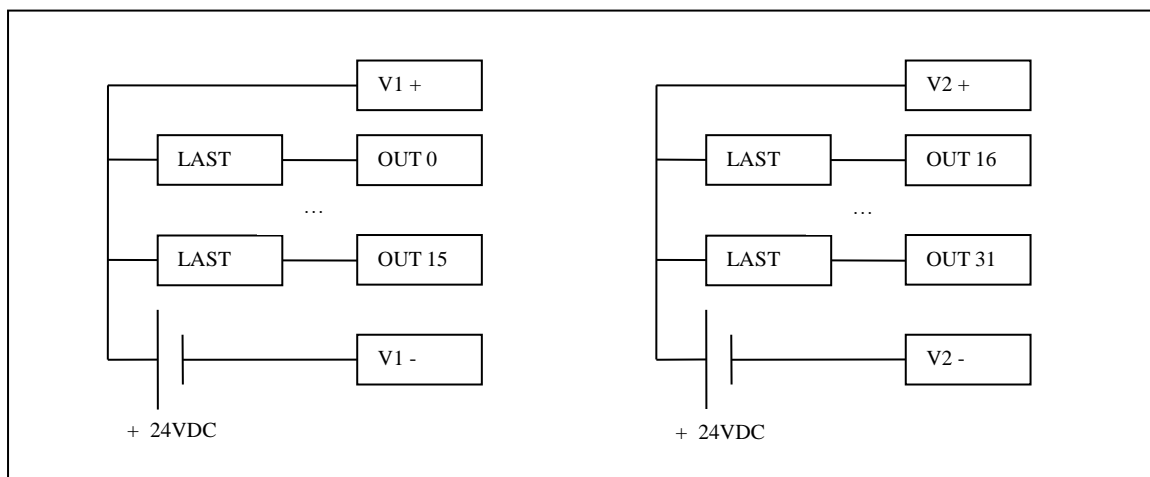 V1 +
LAST
OUT 0
…
LAST
OUT 15
V1 -
+ 24VDC
V2 +
LAST
OUT 16
…
LAST
OUT 31
V2 -
+ 24VDC